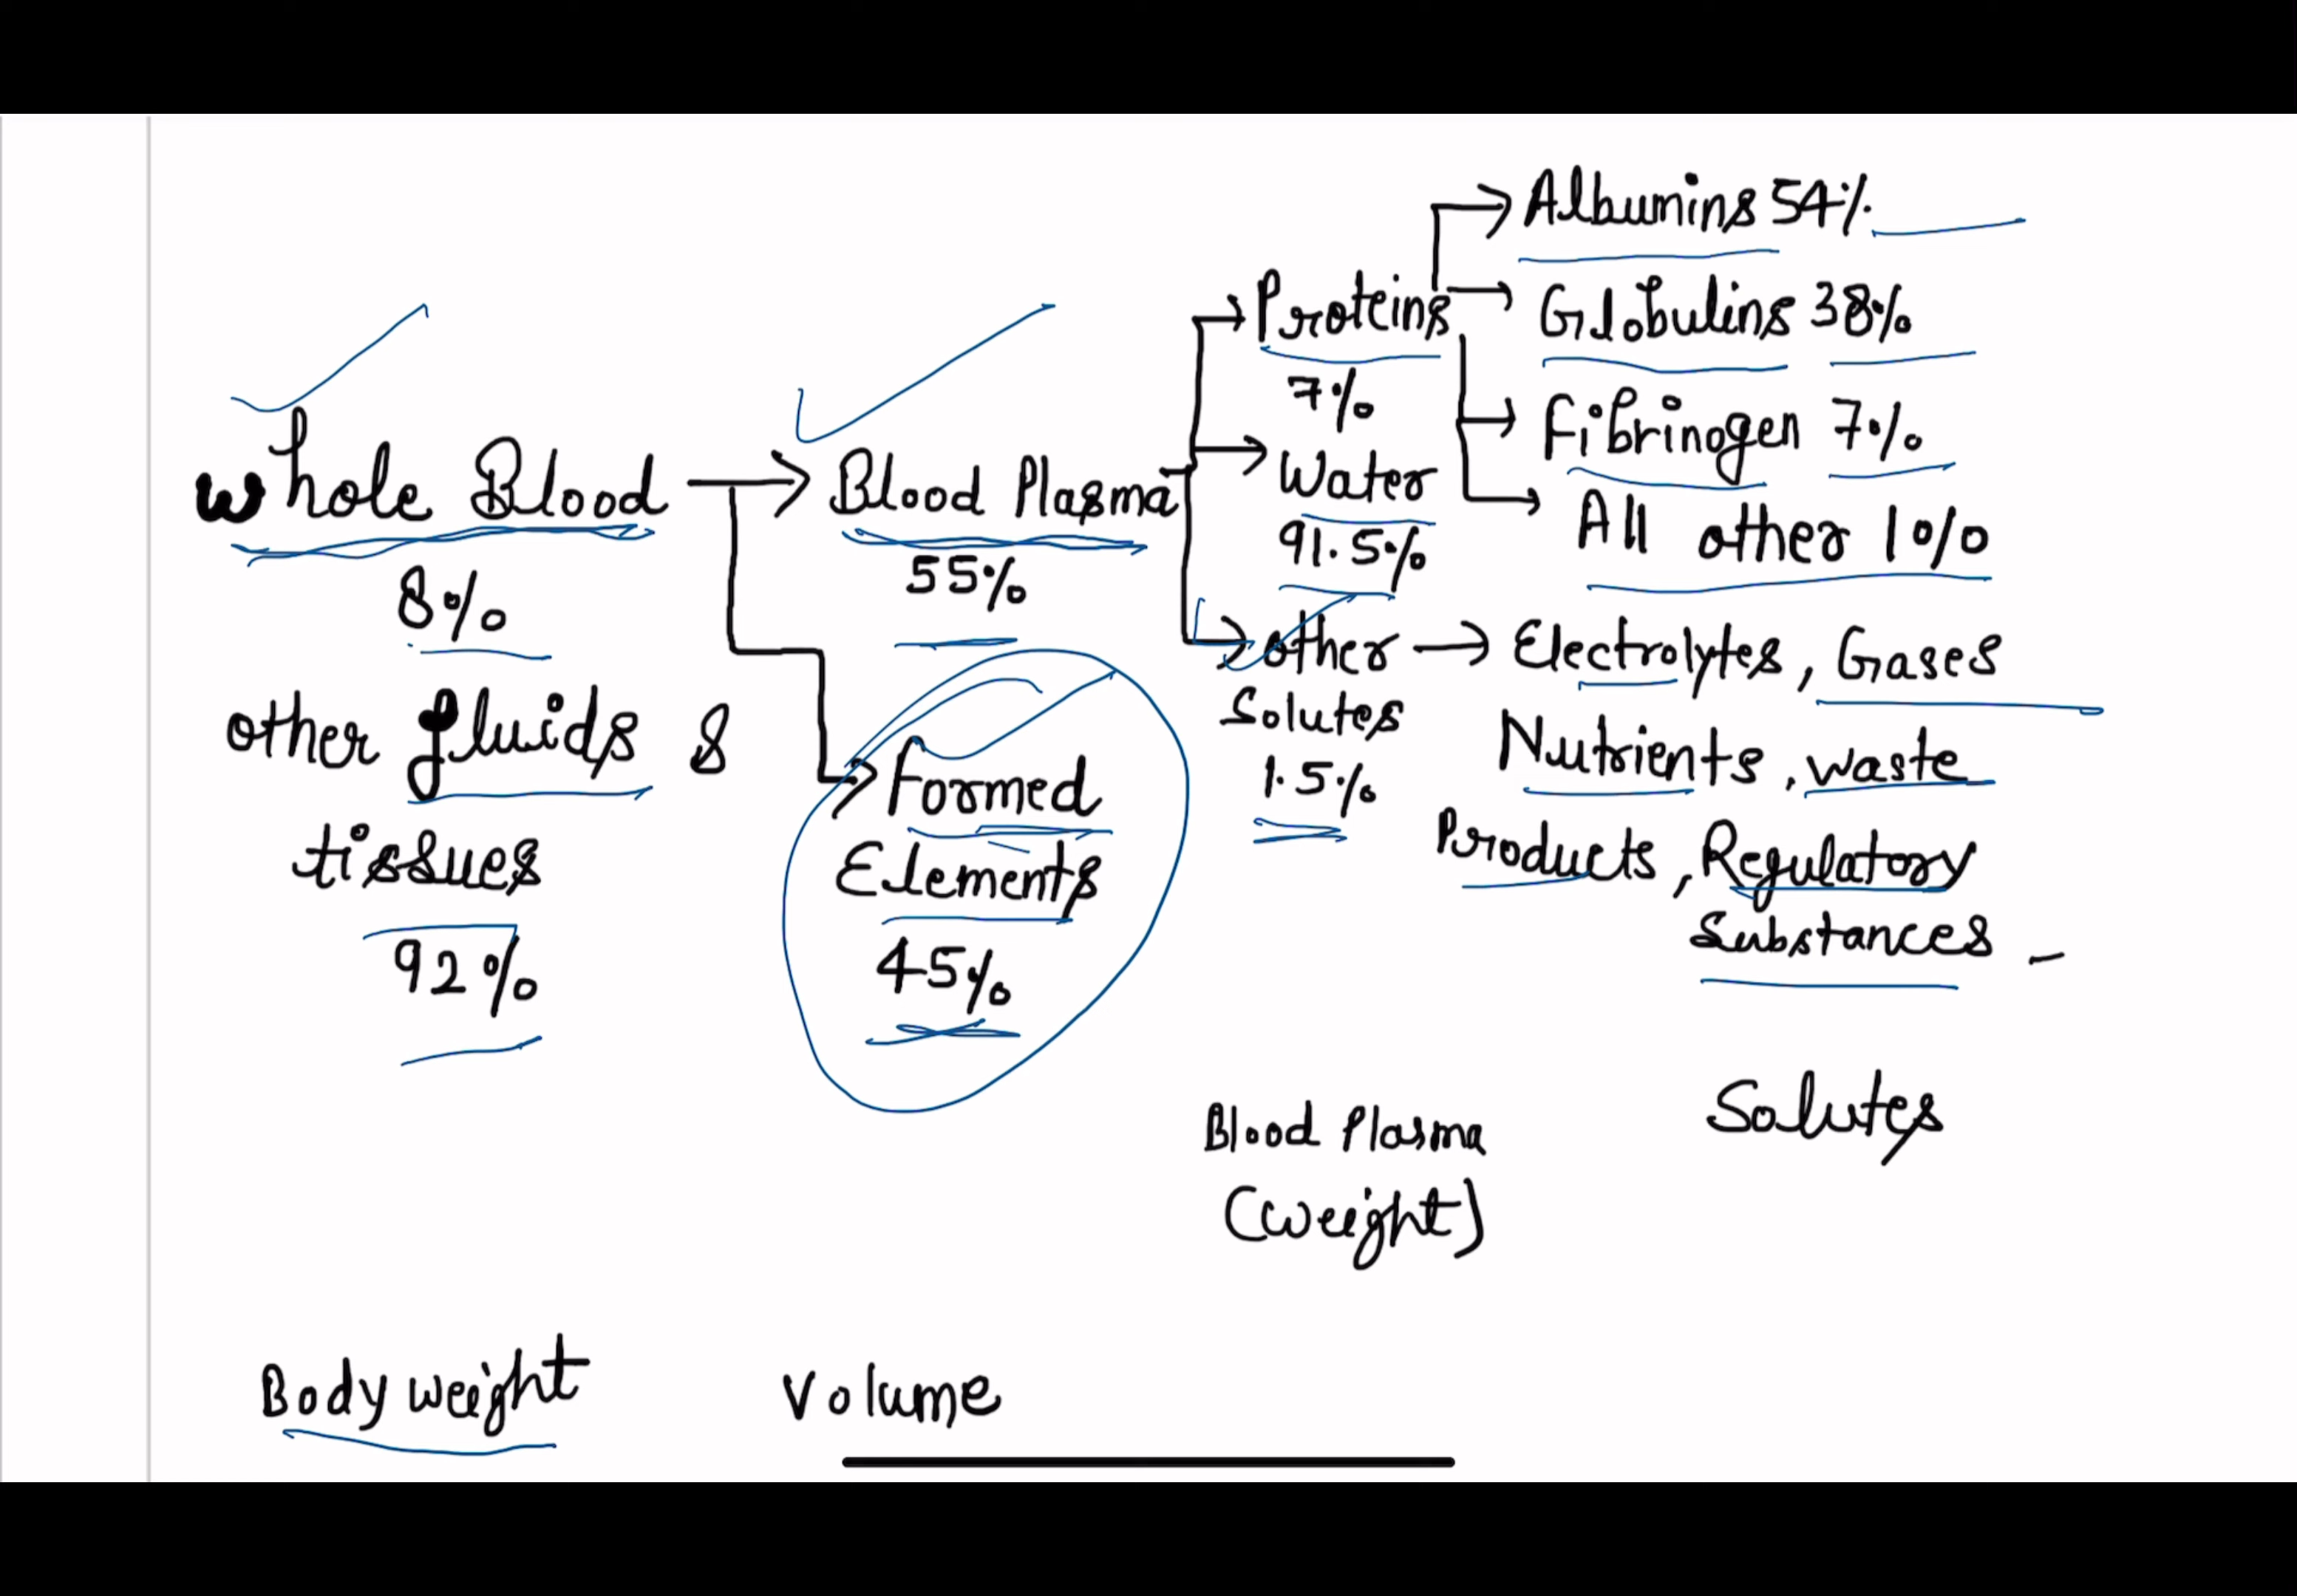 Whole Blood
8%
other fluids &
tissues
92%
Body weight
Blood Plasma
55%
Formed
Elements
45%
Volume
Proteins
7%
Water
91.5%
other
Solutes
1.5%
Blood Plasma
(weight)
Albumins 54%
Globulins 38%
Fibrinogen 7%
All other 1%
Electrolytes, Gases
Nutrients, waste
Products, Regulatory
Substances -
Solutes